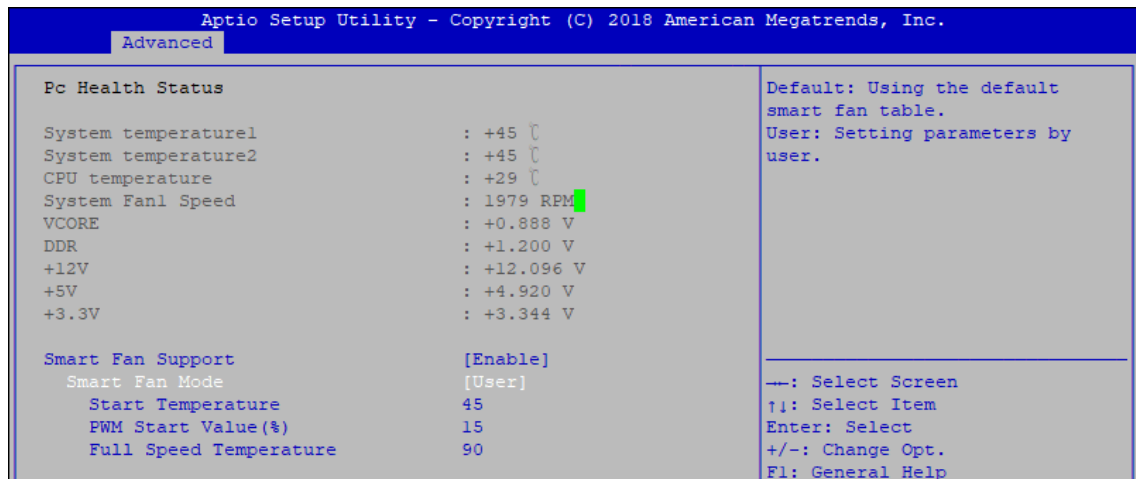 Aptio Setup Utility - Copyright (C) 2018 American Megatrends, Inc.
Advanced
Pc Health Status
System temperature1 : +45 ℃
System temperature2 : +45 ℃
CPU temperature : +29 ℃
System Fan1 Speed : 1979 RPM
VCORE : +0.888 V
DDR : +1.200 V
+12V : +12.096 V
+5V : +4.920 V
+3.3V : +3.344 V
Smart Fan Support [Enable]
Smart Fan Mode [User]
Start Temperature 45
PWM Start Value(%) 15
Full Speed Temperature 90
Default: Using the default
smart fan table.
User: Setting parameters by
user.
→←: Select Screen
↑↓: Select Item
Enter: Select
+/-: Change Opt.
F1: General Help